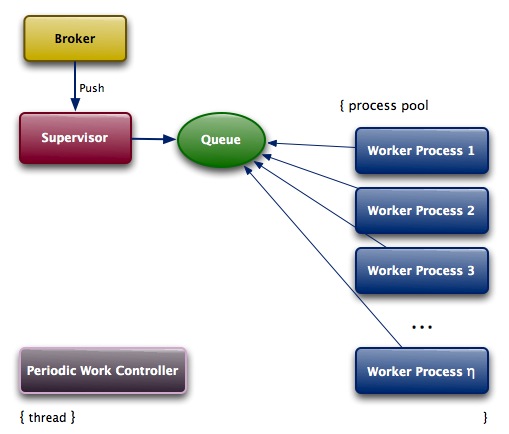 Broker
Push
{ process pool
Supervisor
Queue
Worker Process 1
Worker Process 2
Worker Process 3
...
Periodic Work Controller
Worker Process η
{ thread }
}